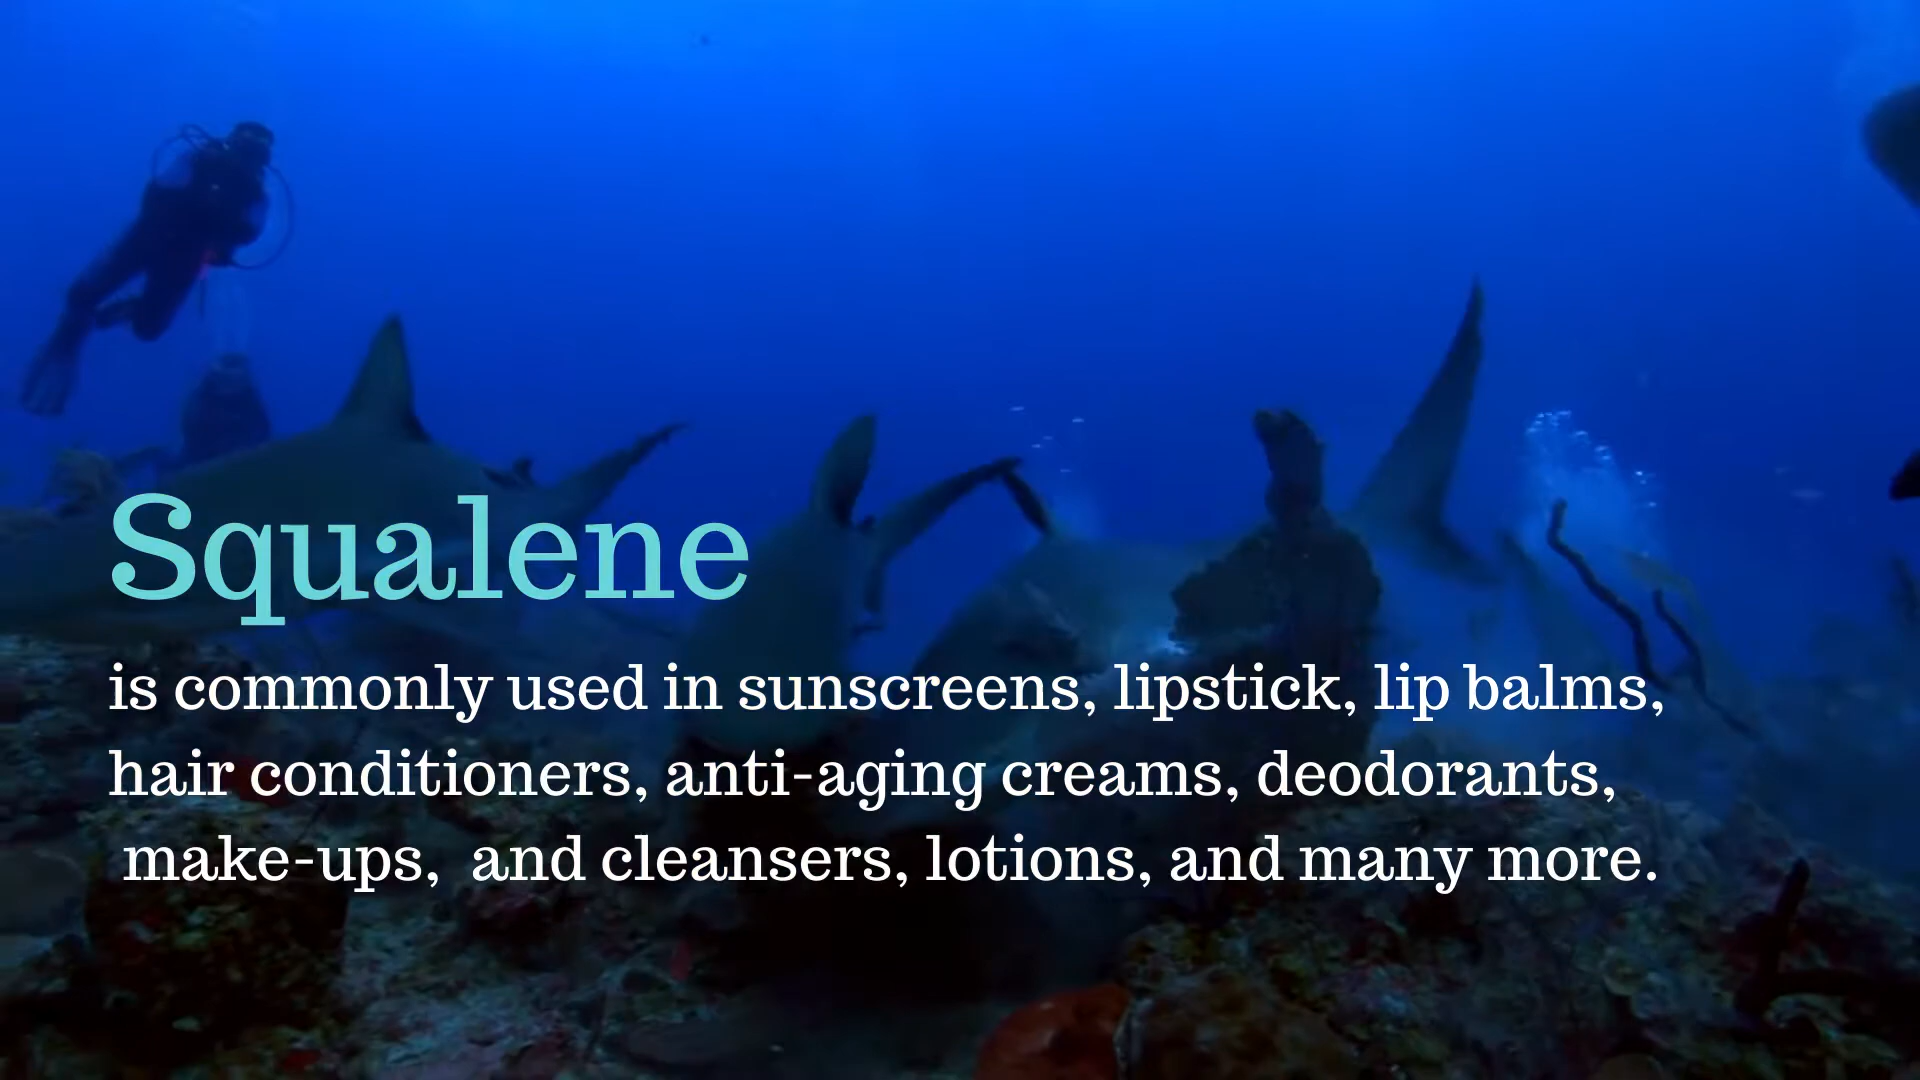 Squalene
is commonly used in sunscreens, lipstick, lip balms,
hair conditioners, anti-aging creams, deodorants,
make-ups, and cleansers, lotions, and many more.